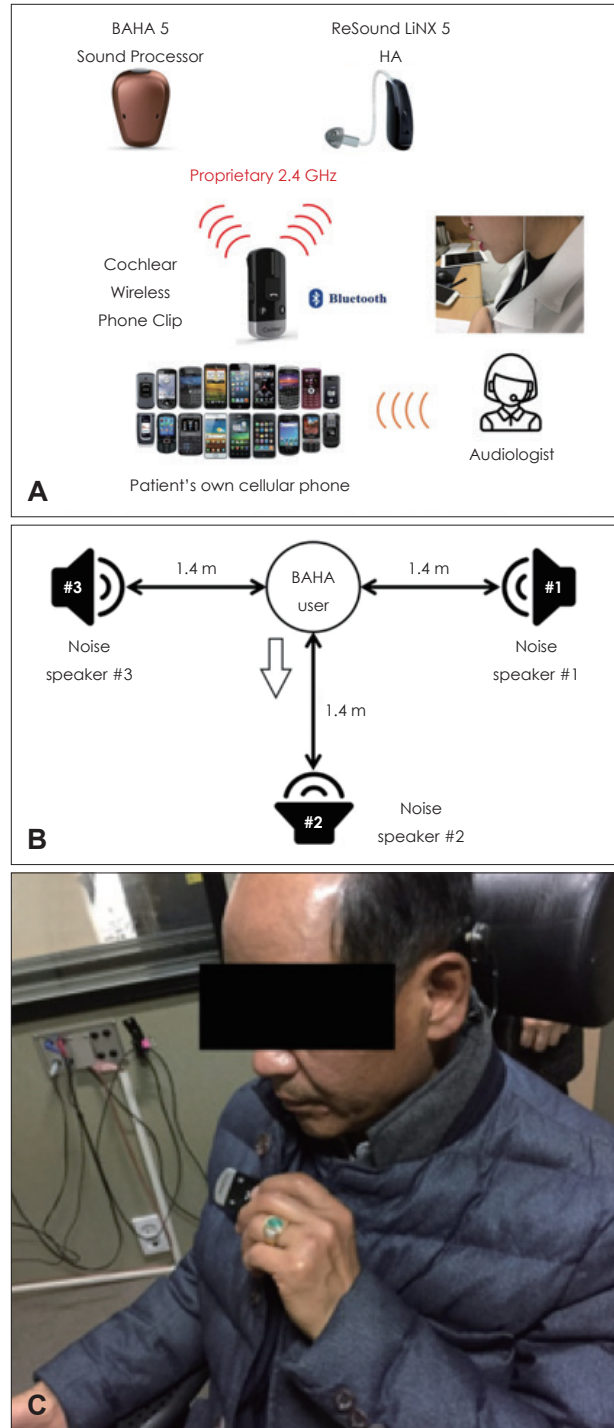 BAHA 5
Sound Processor
ReSound LiNX 5
HA
Proprietary 2.4 GHz
Cochlear
Wireless
Phone Clip
Bluetooth
Audiologist
Patient's own cellular phone
A
#3
1.4 m
BAHA
user
1.4 m
#1
Noise
speaker #3
Noise
speaker #1
1.4 m
#2
Noise
speaker #2
B
C